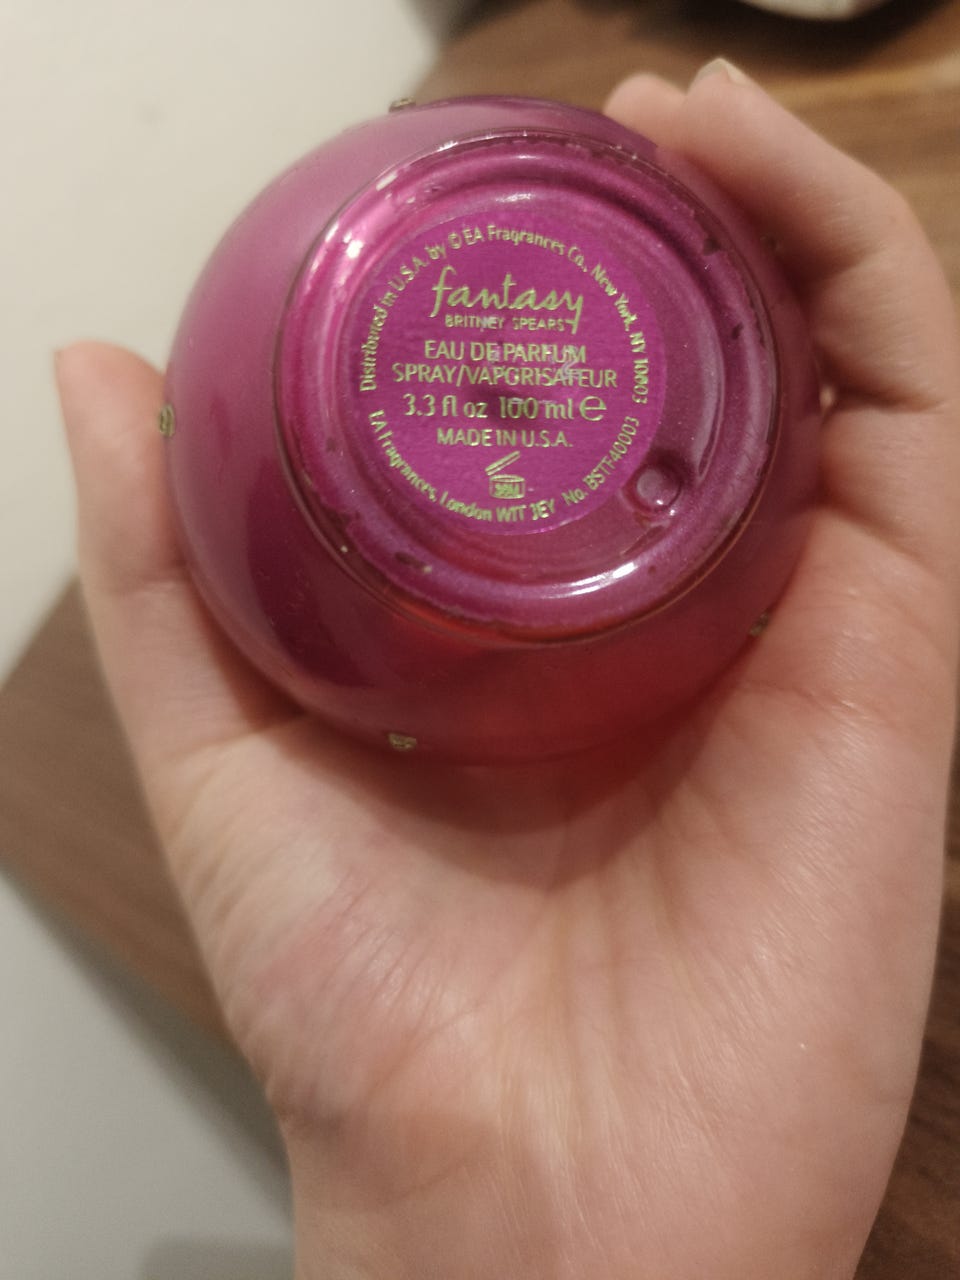 Distributed in U.S.A. by © EA Fragrances Co., New York, NY 10003
fantasy
BRITNEY SPEARS™
EAU DE PARFUM
SPRAY/VAPORISATEUR
3.3 fl oz 100 ml ℮
MADE IN U.S.A.
EA Fragrances, London W1T 3EY No. BSTF40003